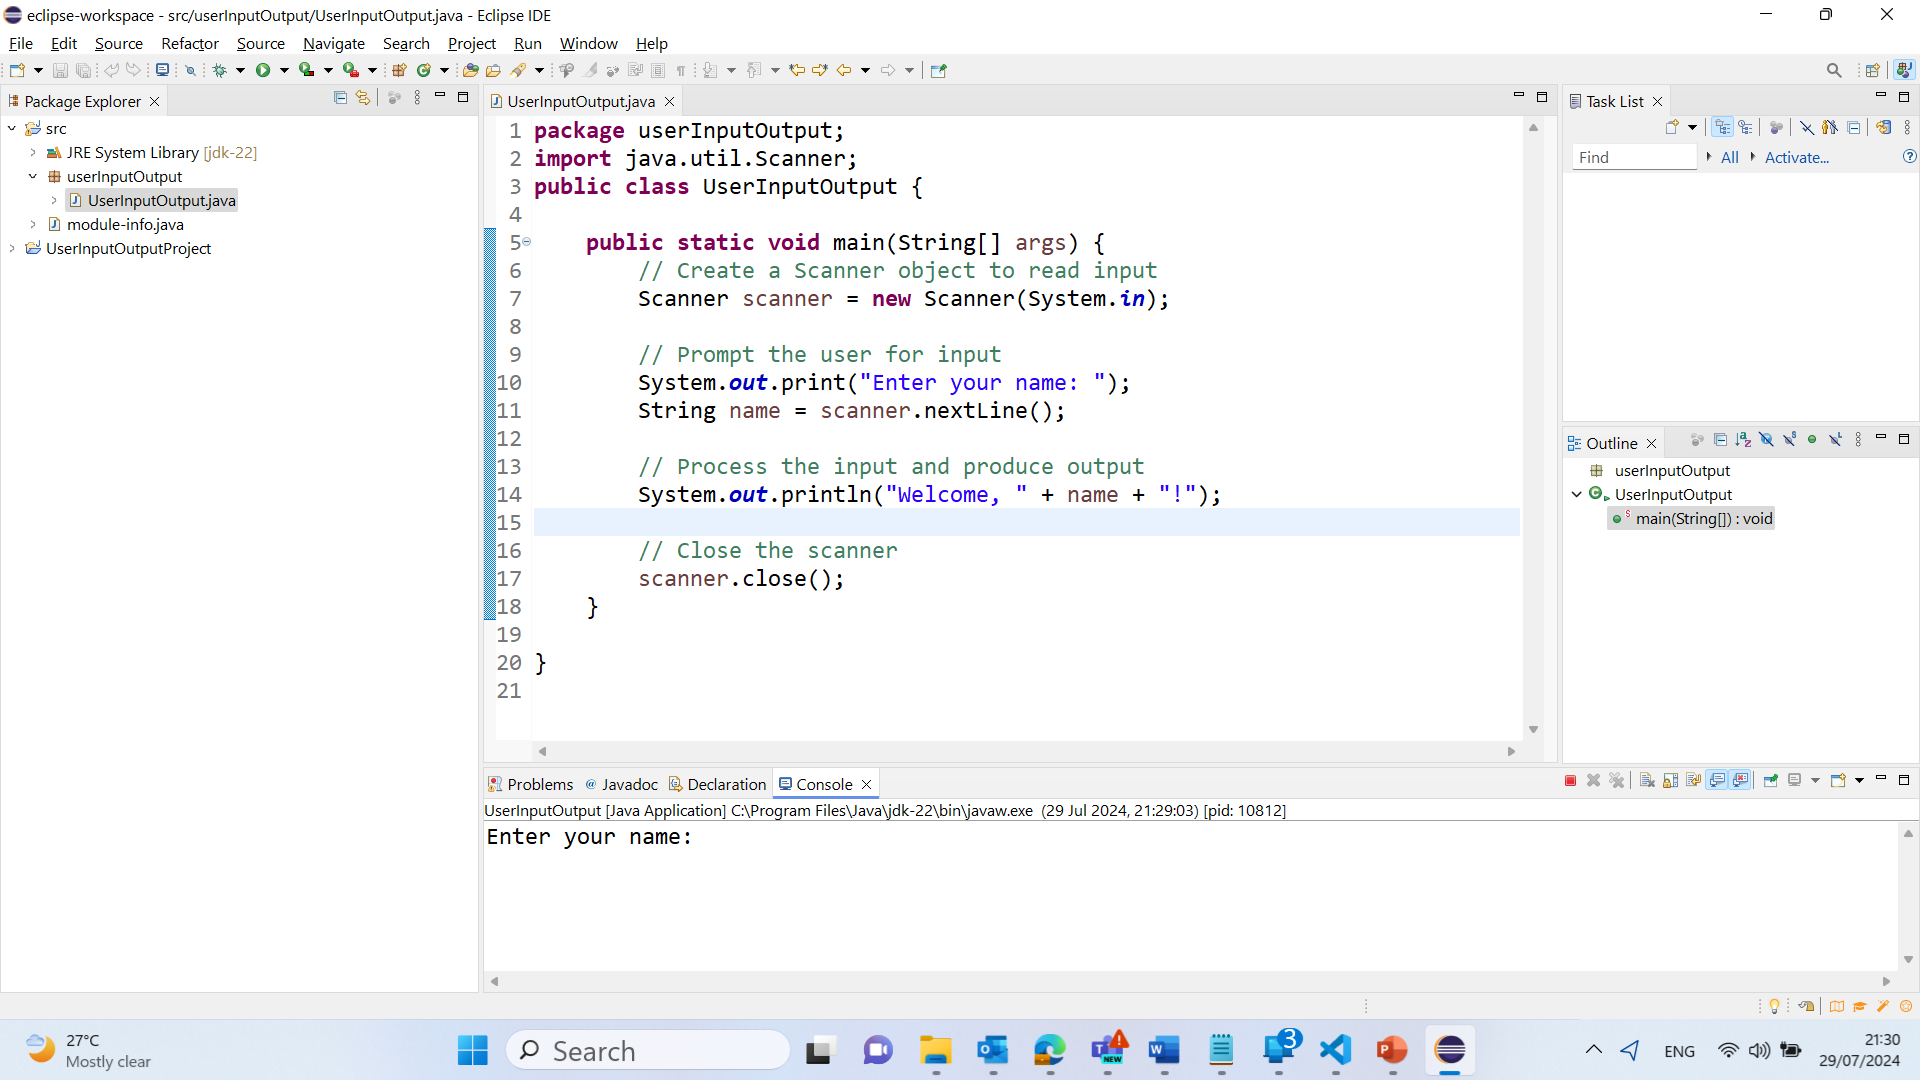 eclipse-workspace - src/userInputOutput/UserInputOutput.java - Eclipse IDE
File Edit Source Refactor Source Navigate Search Project Run Window Help
Package Explorer
src
JRE System Library [jdk-22]
userInputOutput
UserInputOutput.java
module-info.java
UserInputOutputProject
UserInputOutput.java
1 package userInputOutput;
2 import java.util.Scanner;
3 public class UserInputOutput {
4
5 public static void main(String[] args) {
6 // Create a Scanner object to read input
7 Scanner scanner = new Scanner(System.in);
8
9 // Prompt the user for input
10 System.out.print("Enter your name: ");
11 String name = scanner.nextLine();
12
13 // Process the input and produce output
14 System.out.println("Welcome, " + name + "!");
15
16 // Close the scanner
17 scanner.close();
18 }
19
20 }
21
Task List
Find All Activate...
Outline
userInputOutput
UserInputOutput
main(String[]) : void
Problems Javadoc Declaration Console
UserInputOutput [Java Application] C:\Program Files\Java\jdk-22\bin\javaw.exe (29 Jul 2024, 21:29:03) [pid: 10812]
Enter your name:
27°C
Mostly clear
Search
NEW
3
ENG
21:30
29/07/2024